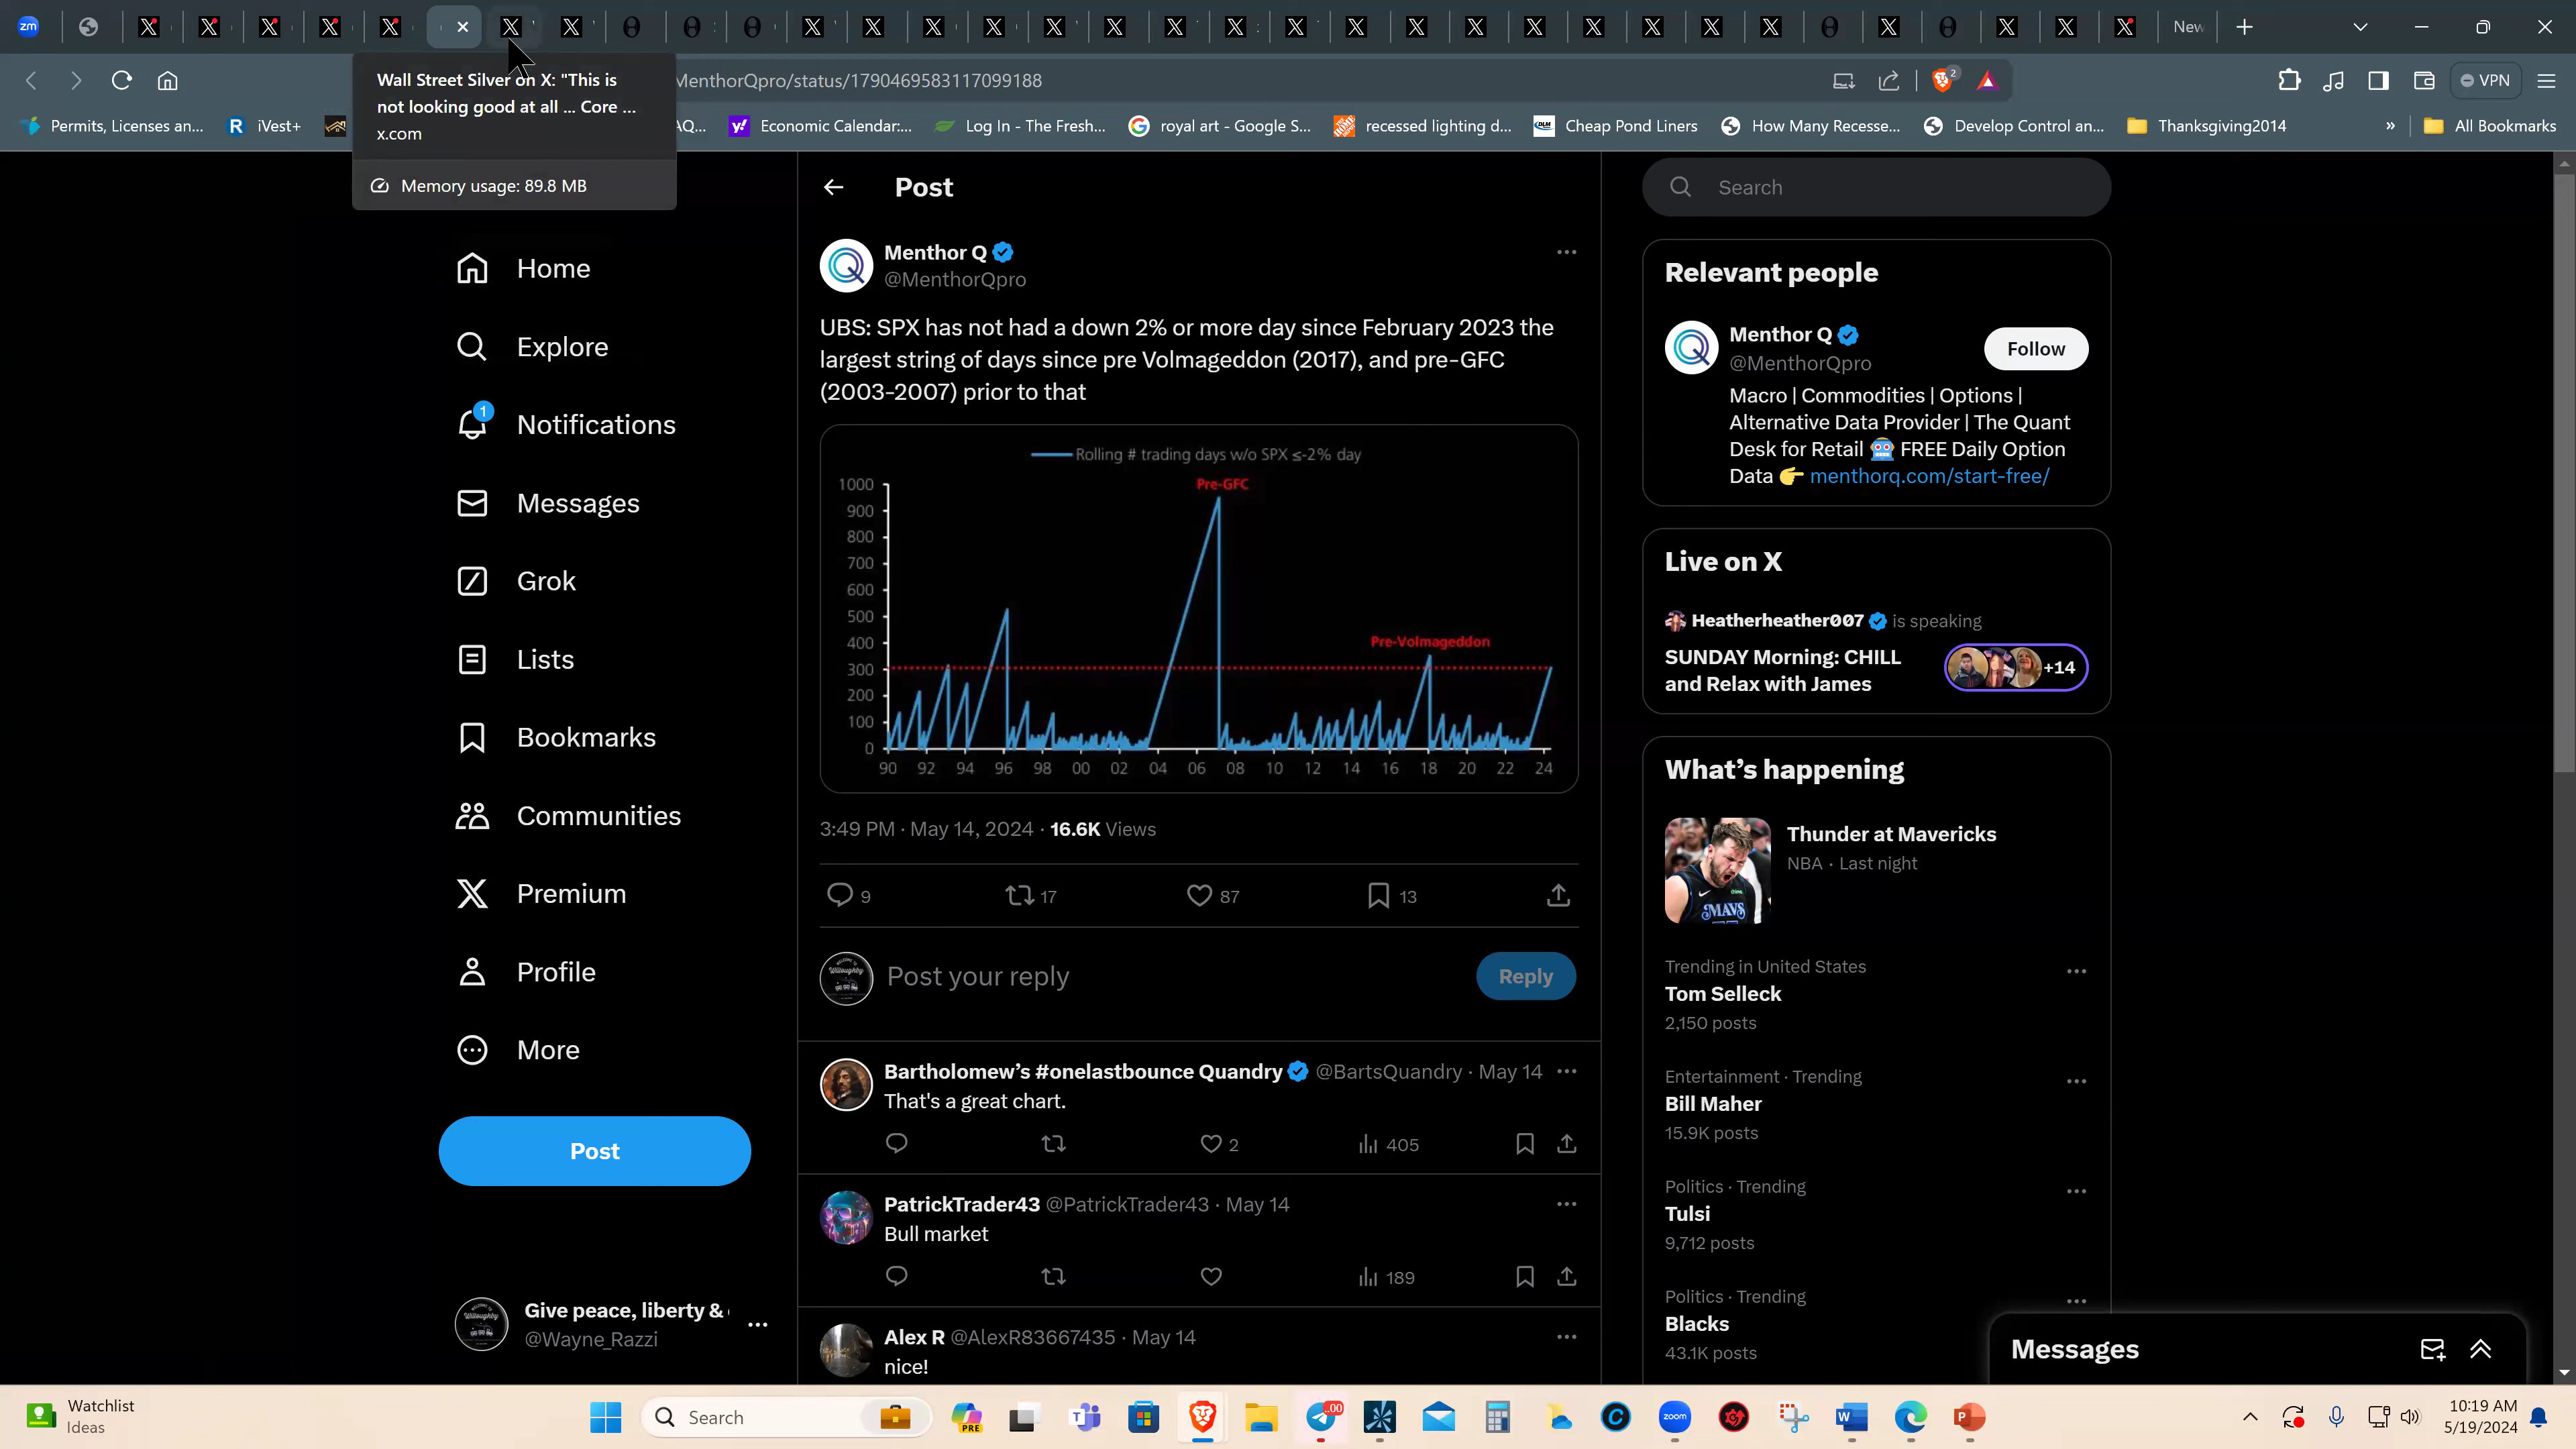 zm
New
MenthorQpro/status/1790469583117099188
2
VPN
Permits, Licenses an...
R iVest+
AQ...
Economic Calendar:...
Log In - The Fresh...
royal art - Google S...
recessed lighting d...
Cheap Pond Liners
How Many Recesse...
Develop Control an...
Thanksgiving2014
»
All Bookmarks
Wall Street Silver on X: "This is
not looking good at all ... Core ...
x.com
Memory usage: 89.8 MB
Home
Explore
1
Notifications
Messages
Grok
Lists
Bookmarks
Communities
Premium
Profile
More
Post
Give peace, liberty &
@Wayne_Razzi
Post
Menthor Q
@MenthorQpro
UBS: SPX has not had a down 2% or more day since February 2023 the
largest string of days since pre Volmageddon (2017), and pre-GFC
(2003-2007) prior to that
Rolling # trading days w/o SPX ≤-2% day
Pre-GFC
Pre-Volmageddon
1000
900
800
700
600
500
400
300
200
100
0
90 92 94 96 98 00 02 04 06 08 10 12 14 16 18 20 22 24
3:49 PM · May 14, 2024 · 16.6K Views
9 17 87 13
Post your reply
Reply
Bartholomew's #onelastbounce Quandry @BartsQuandry · May 14
That's a great chart.
2 405
PatrickTrader43 @PatrickTrader43 · May 14
Bull market
189
Alex R @AlexR83667435 · May 14
nice!
Search
Relevant people
Menthor Q
@MenthorQpro
Follow
Macro | Commodities | Options |
Alternative Data Provider | The Quant
Desk for Retail 🤖 FREE Daily Option
Data 👉 menthorq.com/start-free/
Live on X
Heatherheather007 is speaking
SUNDAY Morning: CHILL
and Relax with James
+14
What's happening
Thunder at Mavericks
NBA · Last night
MAVS
Trending in United States
Tom Selleck
2,150 posts
Entertainment · Trending
Bill Maher
15.9K posts
Politics · Trending
Tulsi
9,712 posts
Politics · Trending
Blacks
43.1K posts
Messages
Watchlist
Ideas
Search
PRE
.00
zoom
10:19 AM
5/19/2024